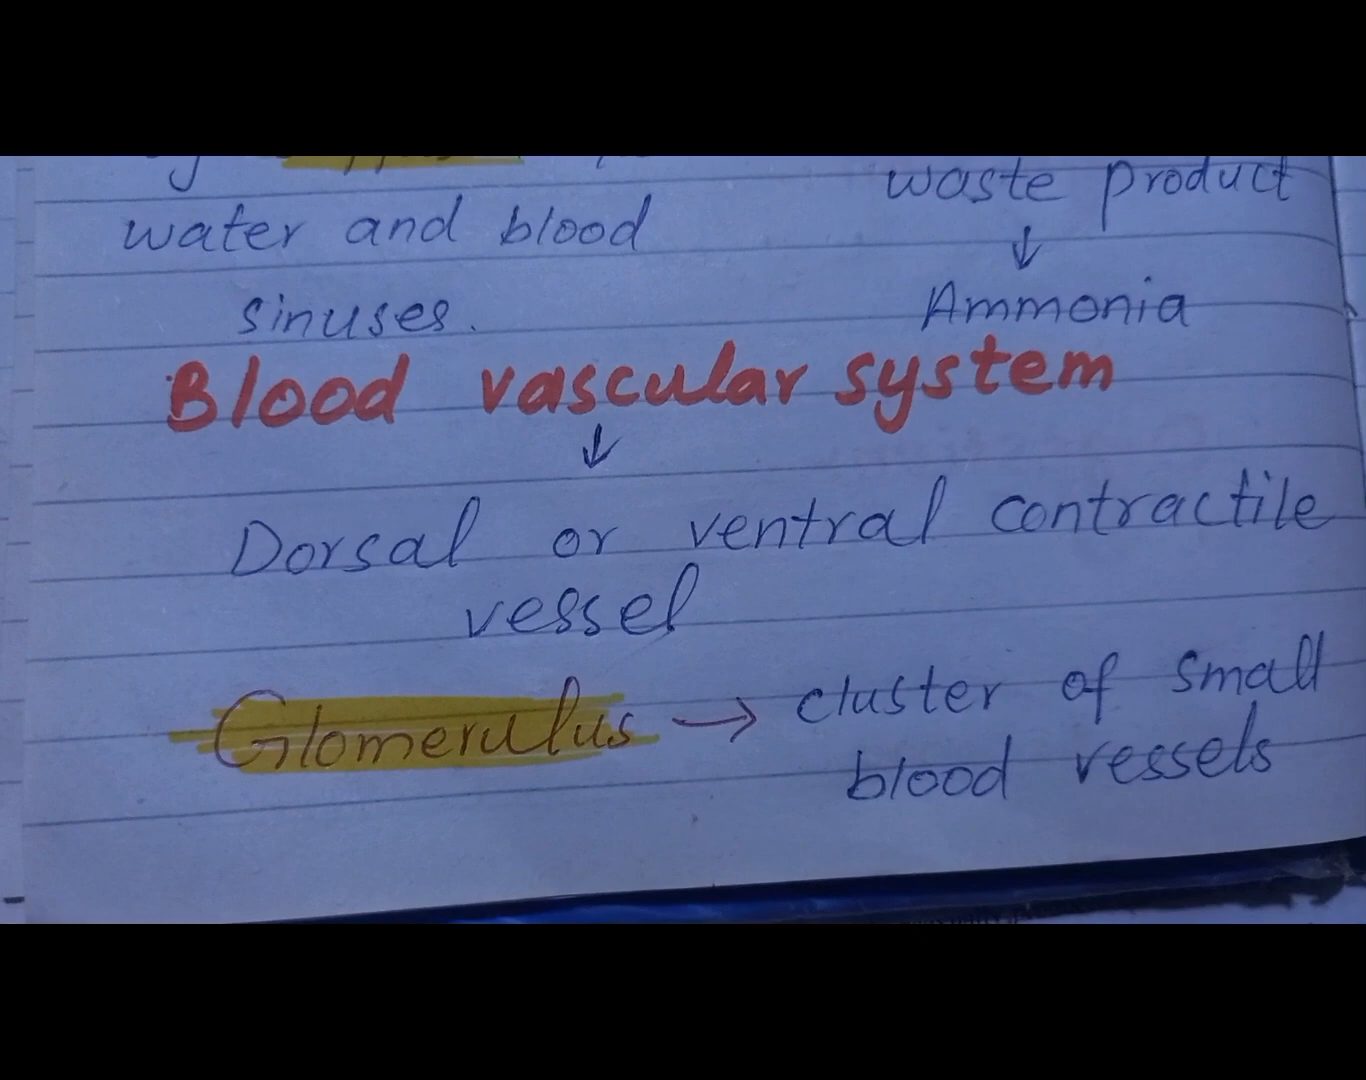 waste product
water and blood
↓
sinuses.
Ammonia
Blood vascular system
↓
Dorsal or ventral contractile
vessel
Glomerulus → cluster of small
blood vessels